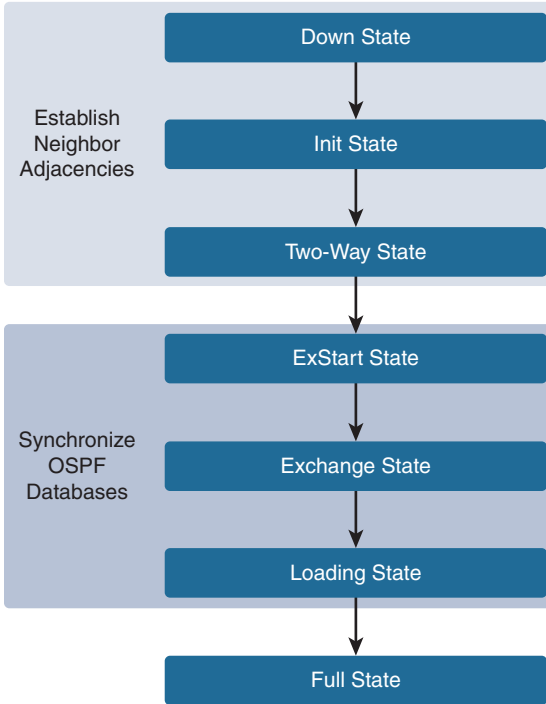 Down State
Establish
Neighbor
Adjacencies
Init State
Two-Way State
ExStart State
Synchronize
OSPF
Databases
Exchange State
Loading State
Full State